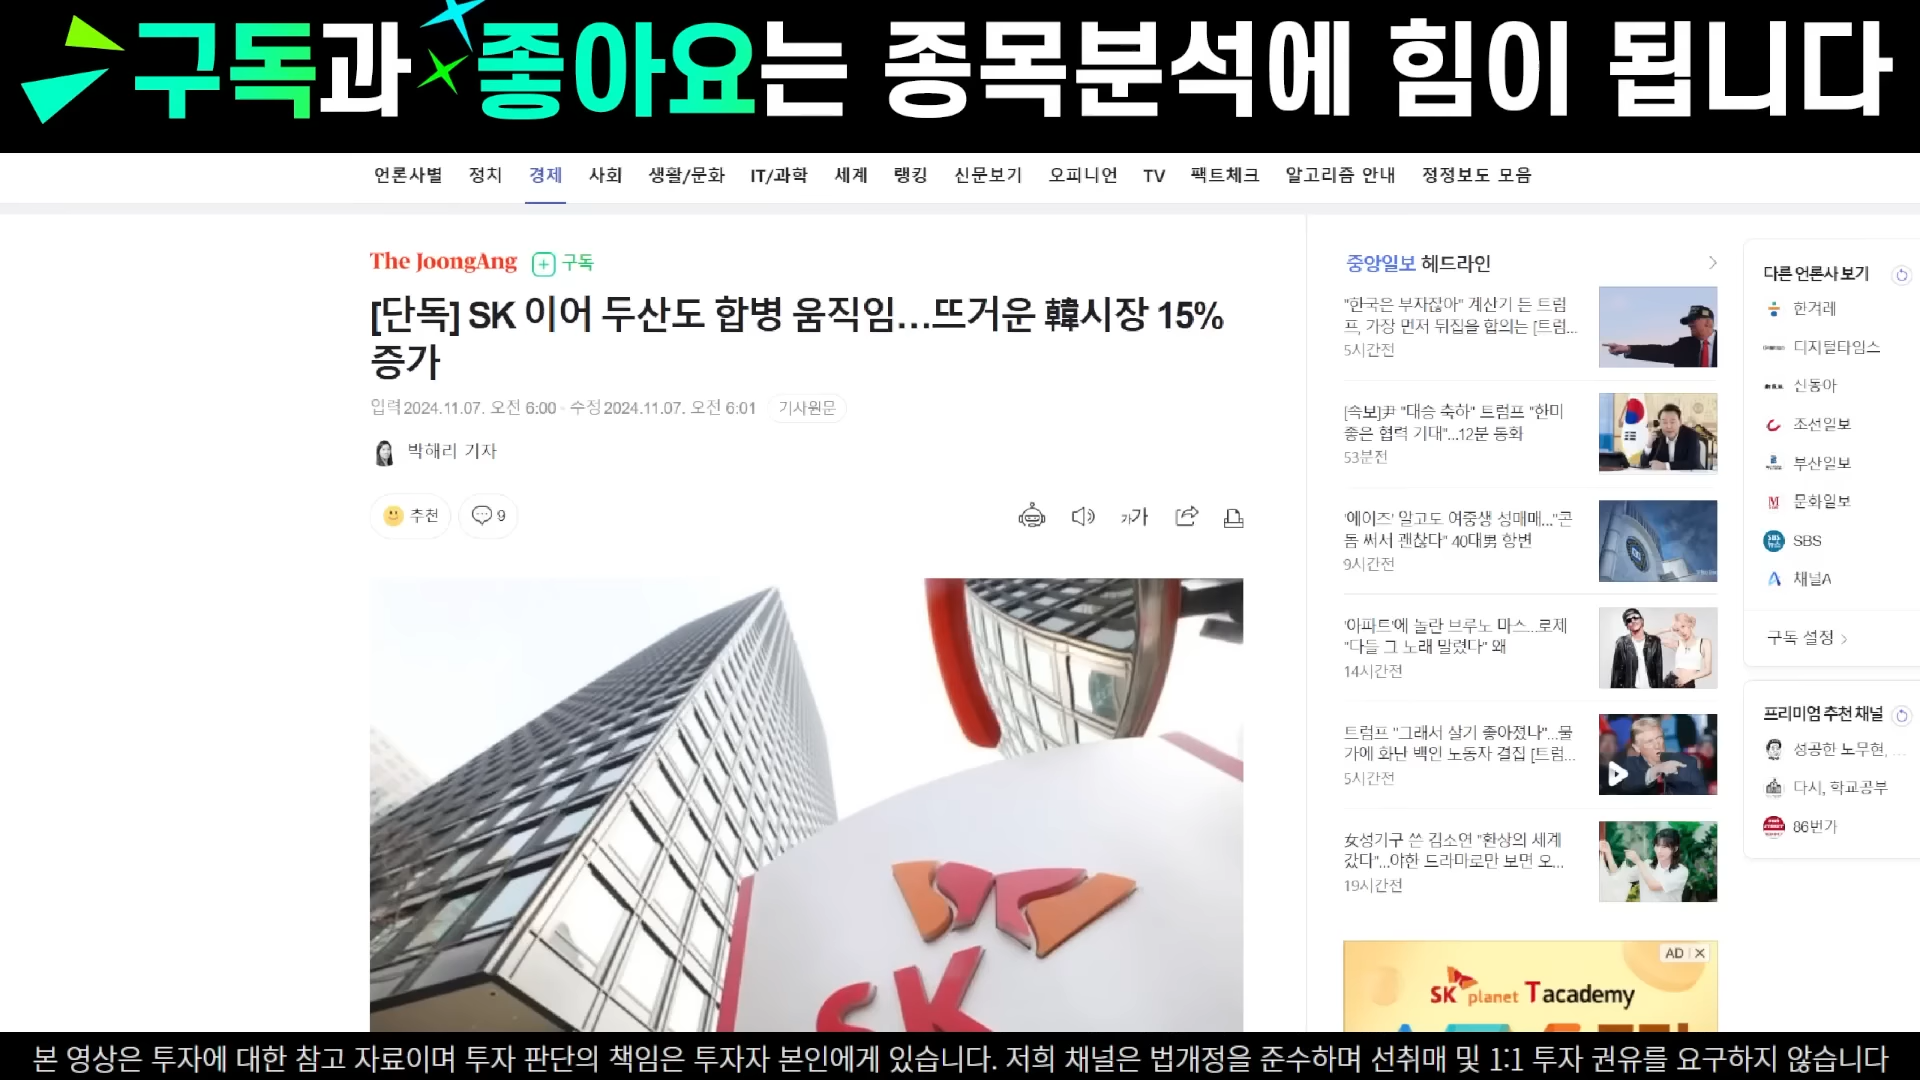 구독과 좋아요는 종목분석에 힘이 됩니다
언론사별 정치 경제 사회 생활/문화 IT/과학 세계 랭킹 신문보기 오피니언 TV 팩트체크 알고리즘 안내 정정보도 모음
The JoongAng 구독
[단독] SK 이어 두산도 합병 움직임…뜨거운 韓시장 15%
증가
입력 2024.11.07. 오전 6:00 · 수정 2024.11.07. 오전 6:01 기사원문
박해리 기자
추천 9
가가
SK
중앙일보 헤드라인
"한국은 부자잖아" 계산기 든 트럼
프, 가장 먼저 뒤집을 합의는 [트럼...
5시간전
[속보]尹 "대승 축하" 트럼프 "한미
좋은 협력 기대"...12분 통화
53분전
'에이즈' 알고도 여중생 성매매..."콘
돔 써서 괜찮다" 40대男 항변
9시간전
'아파트'에 놀란 브루노 마스...로제
"다들 그 노래 말렸다" 왜
14시간전
트럼프 "그래서 살기 좋아졌나"...물
가에 화난 백인 노동자 결집 [트럼...
5시간전
女성기구 쓴 김소연 "환상의 세계
갔다"...야한 드라마로만 보면 오...
19시간전
AD
SK planet T academy
다른 언론사 보기
한겨레
디지털타임스
신동아
조선일보
부산일보
문화일보
SBS
채널A
구독 설정
프리미엄 추천 채널
성공한 노무현, ...
다시, 학교공부
86번가
본 영상은 투자에 대한 참고 자료이며 투자 판단의 책임은 투자자 본인에게 있습니다. 저희 채널은 법개정을 준수하며 선취매 및 1:1 투자 권유를 요구하지 않습니다